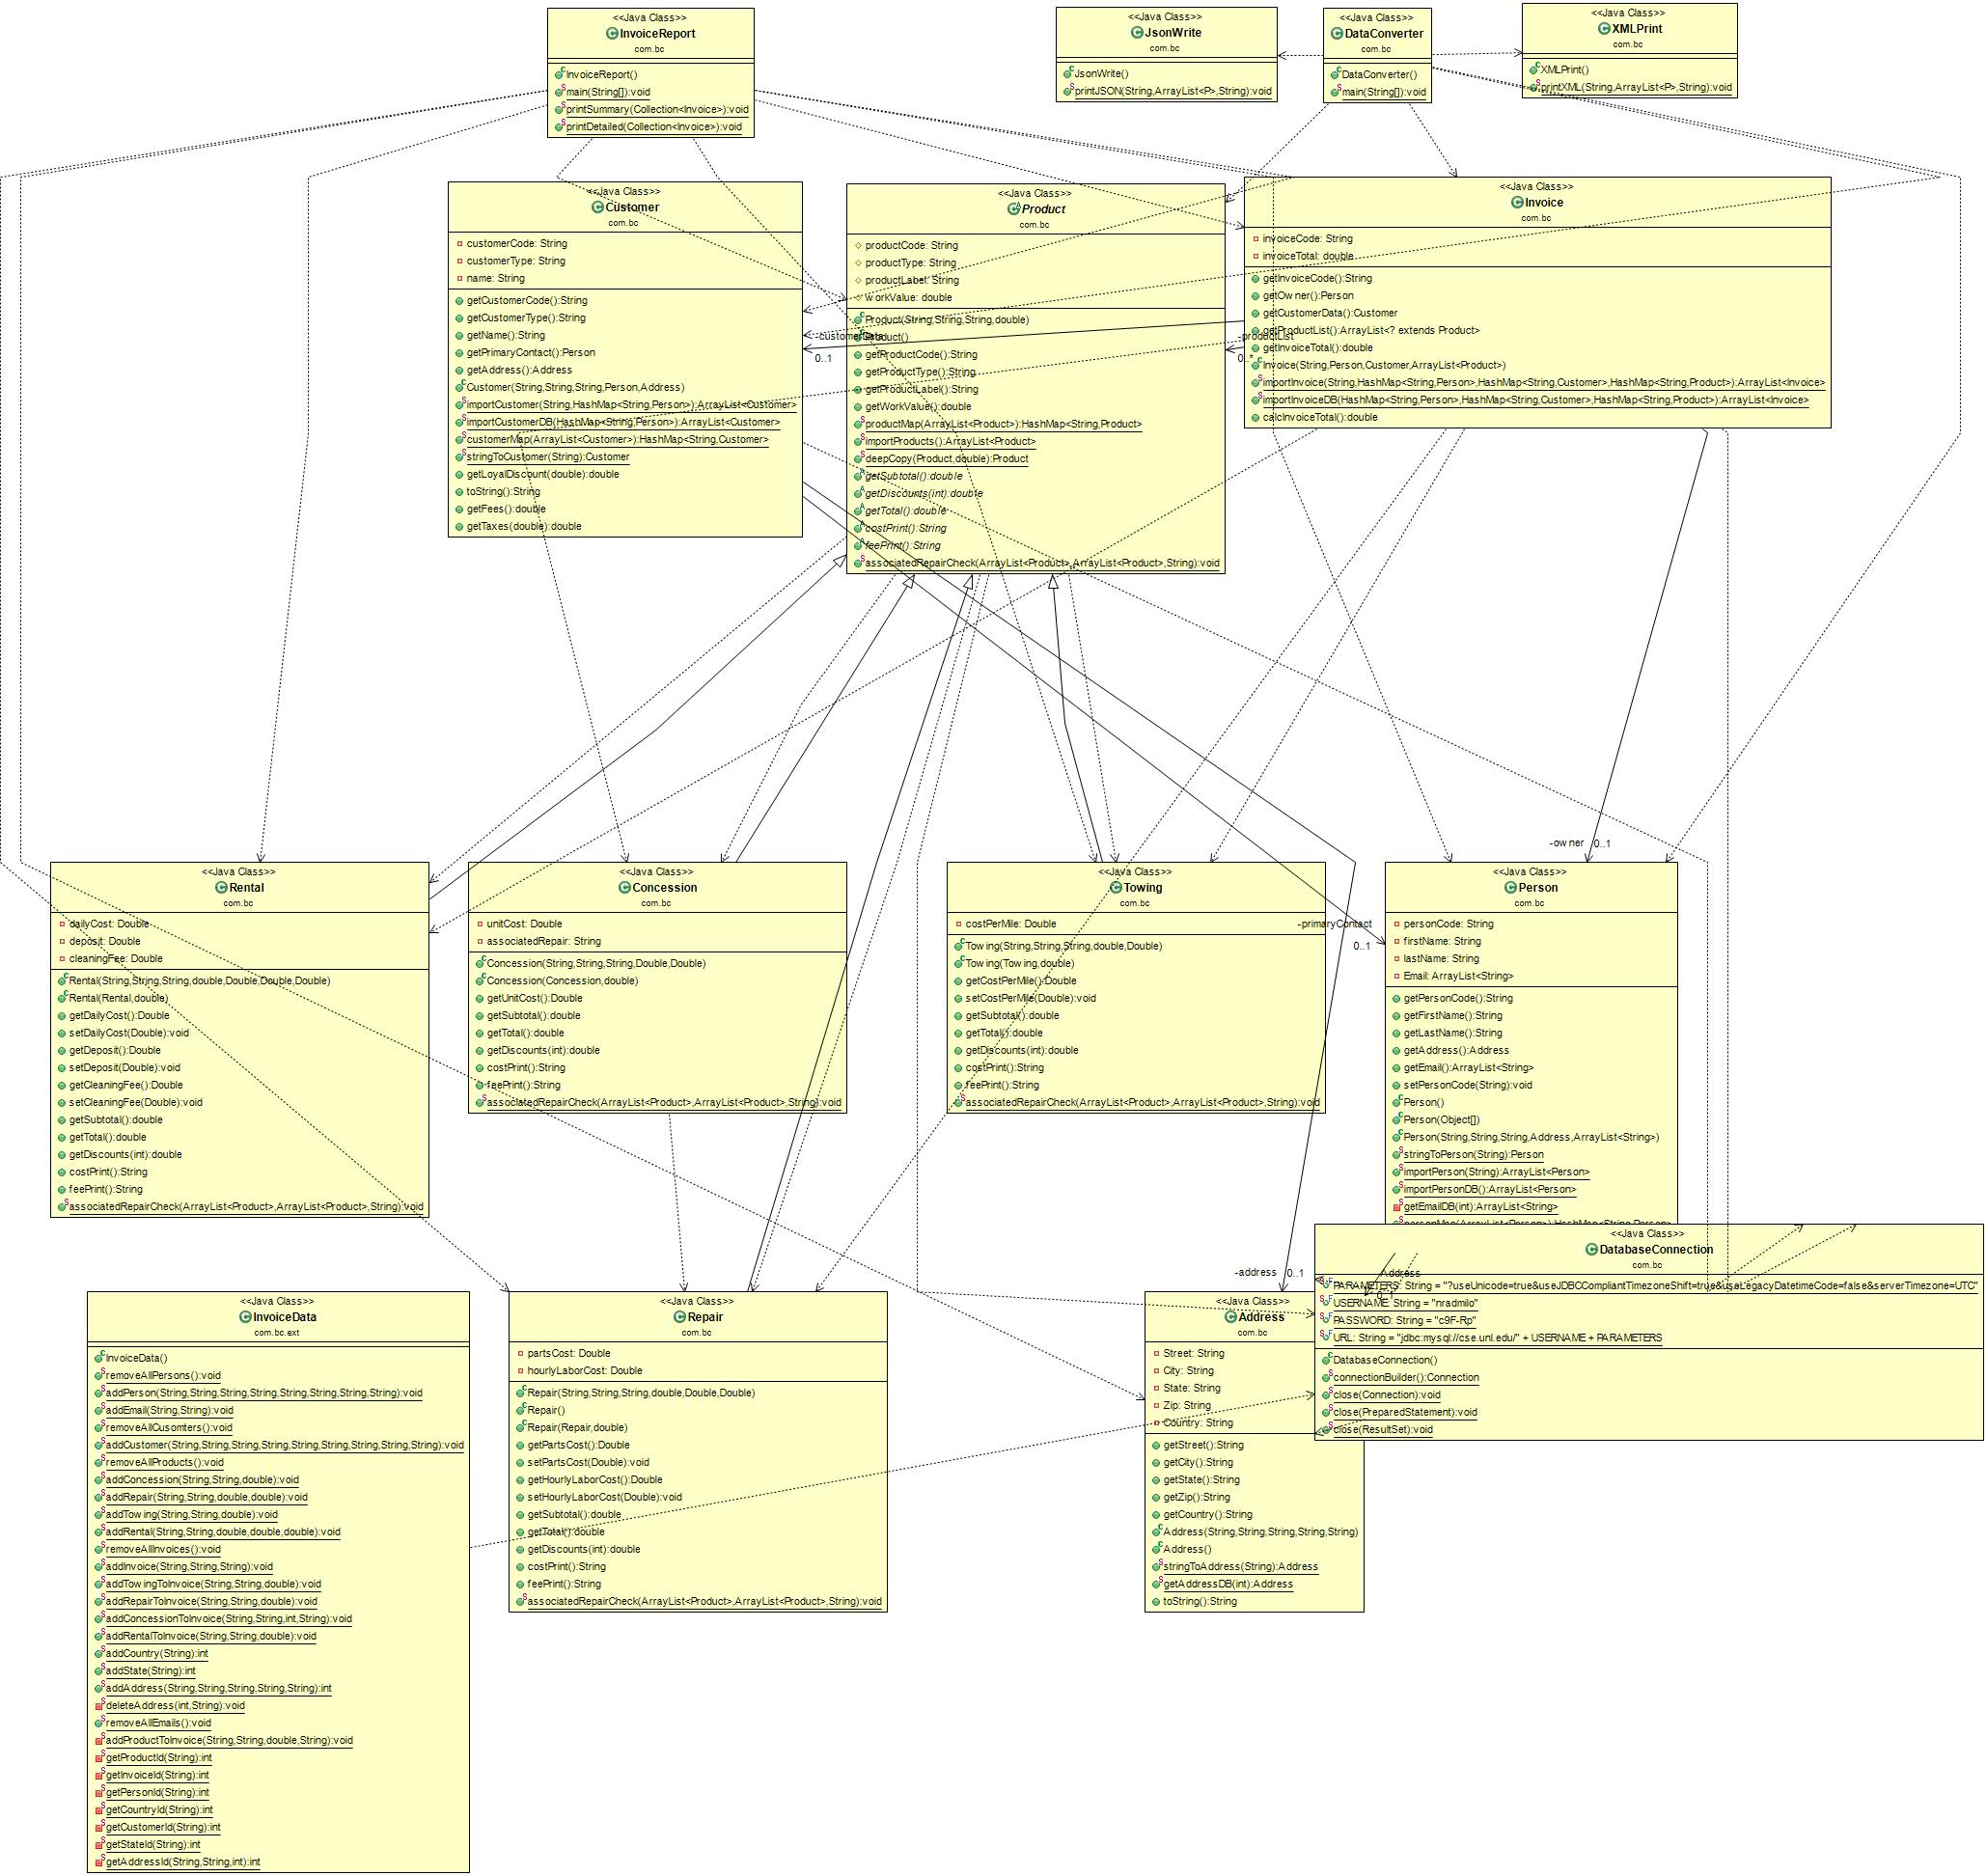 <<Java Class>>
InvoiceReport
com.bc
InvoiceReport()
main(String[]):void
printSummary(Collection<Invoice>):void
printDetailed(Collection<Invoice>):void
<<Java Class>>
JsonWrite
com.bc
JsonWrite()
printJSON(String,ArrayList<P>,String):void
<<Java Class>>
DataConverter
com.bc
DataConverter()
main(String[]):void
<<Java Class>>
XMLPrint
com.bc
XMLPrint()
printXML(String,ArrayList<P>,String):void
<<Java Class>>
Customer
com.bc
customerCode: String
customerType: String
name: String
getCustomerCode():String
getCustomerType():String
getName():String
getPrimaryContact():Person
getAddress():Address
Customer(String,String,String,Person,Address)
importCustomer(String,HashMap<String,Person>):ArrayList<Customer>
importCustomerDB(HashMap<String,Person>):ArrayList<Customer>
customerMap(ArrayList<Customer>):HashMap<String,Customer>
stringToCustomer(String):Customer
getLoyalDiscount(double):double
toString():String
getFees():double
getTaxes(double):double
<<Java Class>>
Product
com.bc
productCode: String
productType: String
productLabel: String
workValue: double
Product(String,String,String,double)
Product()
getProductCode():String
getProductType():String
getProductLabel():String
getWorkValue():double
productMap(ArrayList<Product>):HashMap<String,Product>
importProducts():ArrayList<Product>
deepCopy(Product,double):Product
getSubtotal():double
getDiscounts(int):double
getTotal():double
costPrint():String
feePrint():String
associatedRepairCheck(ArrayList<Product>,ArrayList<Product>,String):void
<<Java Class>>
Invoice
com.bc
invoiceCode: String
invoiceTotal: double
getInvoiceCode():String
getOwner():Person
getCustomerData():Customer
getProductList():ArrayList<? extends Product>
getInvoiceTotal():double
Invoice(String,Person,Customer,ArrayList<Product>)
importInvoice(String,HashMap<String,Person>,HashMap<String,Customer>,HashMap<String,Product>):ArrayList<Invoice>
importInvoiceDB(HashMap<String,Person>,HashMap<String,Customer>,HashMap<String,Product>):ArrayList<Invoice>
calcInvoiceTotal():double
-customerData
0..1
-productList
0..*
<<Java Class>>
Rental
com.bc
dailyCost: Double
deposit: Double
cleaningFee: Double
Rental(String,String,String,double,Double,Double,Double)
Rental(Rental,double)
getDailyCost():Double
setDailyCost(Double):void
getDeposit():Double
setDeposit(Double):void
getCleaningFee():Double
setCleaningFee(Double):void
getSubtotal():double
getTotal():double
getDiscounts(int):double
costPrint():String
feePrint():String
associatedRepairCheck(ArrayList<Product>,ArrayList<Product>,String):void
<<Java Class>>
Concession
com.bc
unitCost: Double
associatedRepair: String
Concession(String,String,String,Double,Double)
Concession(Concession,double)
getUnitCost():Double
getSubtotal():double
getTotal():double
getDiscounts(int):double
costPrint():String
feePrint():String
associatedRepairCheck(ArrayList<Product>,ArrayList<Product>,String):void
<<Java Class>>
Towing
com.bc
costPerMile: Double
Towing(String,String,String,double,Double)
Towing(Towing,double)
getCostPerMile():Double
setCostPerMile(Double):void
getSubtotal():double
getTotal():double
getDiscounts(int):double
costPrint():String
feePrint():String
associatedRepairCheck(ArrayList<Product>,ArrayList<Product>,String):void
-owner
0..1
-primaryContact
0..1
<<Java Class>>
Person
com.bc
personCode: String
firstName: String
lastName: String
Email: ArrayList<String>
getPersonCode():String
getFirstName():String
getLastName():String
getAddress():Address
getEmail():ArrayList<String>
setPersonCode(String):void
Person()
Person(Object[])
Person(String,String,String,Address,ArrayList<String>)
stringToPerson(String):Person
importPerson(String):ArrayList<Person>
importPersonDB():ArrayList<Person>
getEmailDB(int):ArrayList<String>
personMap(ArrayList<Person>):HashMap<String,Person>
<<Java Class>>
DatabaseConnection
com.bc
PARAMETERS: String = "?useUnicode=true&useJDBCCompliantTimezoneShift=true&useLegacyDatetimeCode=false&serverTimezone=UTC"
USERNAME: String = "nradmilo"
PASSWORD: String = "c9F-Rp"
URL: String = "jdbc:mysql://cse.unl.edu/" + USERNAME + PARAMETERS
DatabaseConnection()
connectionBuilder():Connection
close(Connection):void
close(PreparedStatement):void
close(ResultSet):void
-address
0..1
Address
0..1
<<Java Class>>
InvoiceData
com.bc.ext
InvoiceData()
removeAllPersons():void
addPerson(String,String,String,String,String,String,String,String):void
addEmail(String,String):void
removeAllCusomters():void
addCustomer(String,String,String,String,String,String,String,String,String):void
removeAllProducts():void
addConcession(String,String,double):void
addRepair(String,String,double,double):void
addTowing(String,String,double):void
addRental(String,String,double,double,double):void
removeAllInvoices():void
addInvoice(String,String,String):void
addTowingToInvoice(String,String,double):void
addRepairToInvoice(String,String,double):void
addConcessionToInvoice(String,String,int,String):void
addRentalToInvoice(String,String,double):void
addCountry(String):int
addState(String):int
addAddress(String,String,String,String,String):int
deleteAddress(int,String):void
removeAllEmails():void
addProductToInvoice(String,String,double,String):void
getProductId(String):int
getInvoiceId(String):int
getPersonId(String):int
getCountryId(String):int
getCustomerId(String):int
getStateId(String):int
getAddressId(String,String,int):int
<<Java Class>>
Repair
com.bc
partsCost: Double
hourlyLaborCost: Double
Repair(String,String,String,double,Double,Double)
Repair()
Repair(Repair,double)
getPartsCost():Double
setPartsCost(Double):void
getHourlyLaborCost():Double
setHourlyLaborCost(Double):void
getSubtotal():double
getTotal():double
getDiscounts(int):double
costPrint():String
feePrint():String
associatedRepairCheck(ArrayList<Product>,ArrayList<Product>,String):void
<<Java Class>>
Address
com.bc
Street: String
City: String
State: String
Zip: String
Country: String
getStreet():String
getCity():String
getState():String
getZip():String
getCountry():String
Address(String,String,String,String,String)
Address()
stringToAddress(String):Address
getAddressDB(int):Address
toString():String